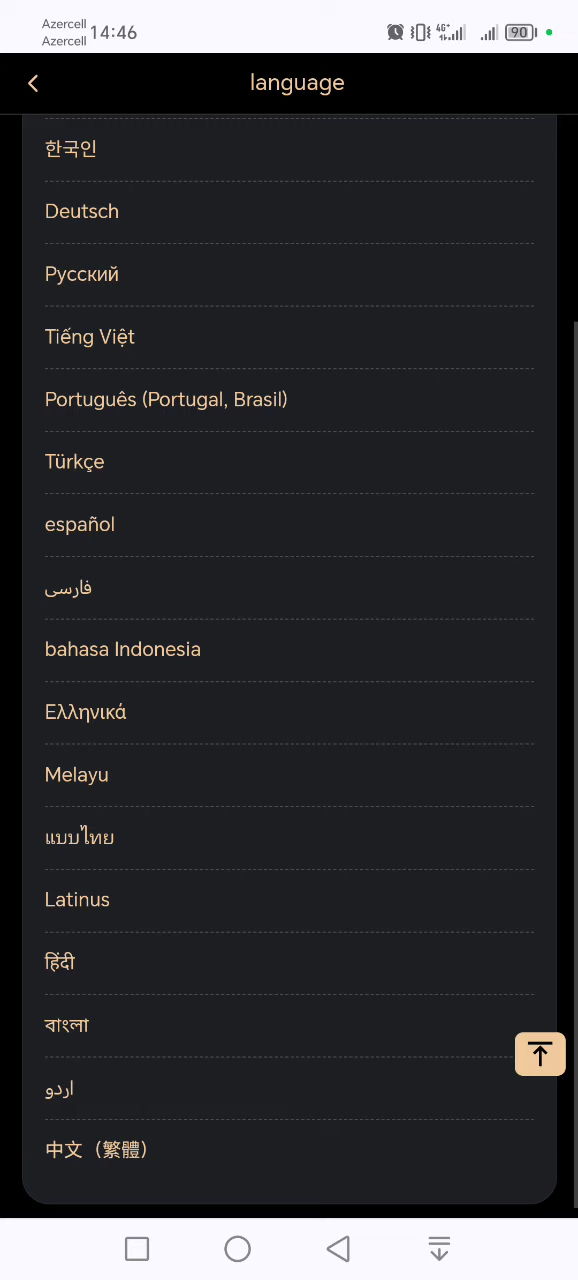 Azercell
Azercell
14:46
4G+
90
language
한국인
Deutsch
Русский
Tiếng Việt
Português (Portugal, Brasil)
Türkçe
español
فارسی
bahasa Indonesia
Ελληνικά
Melayu
แบบไทย
Latinus
हिंदी
বাংলা
اردو
中文（繁體）